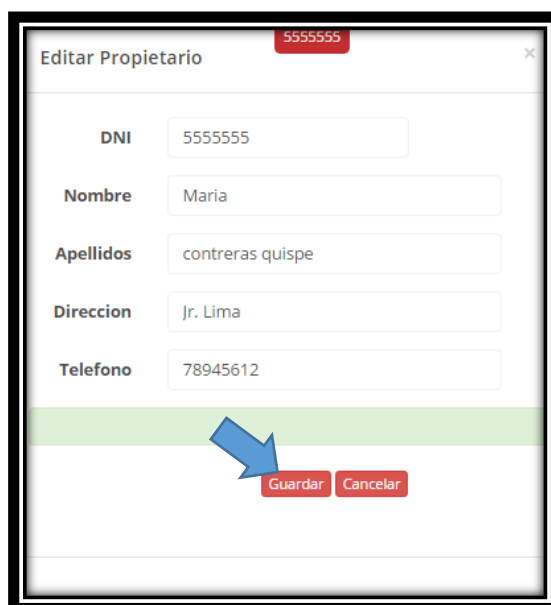 5555555
Editar Propietario ×
DNI 5555555
Nombre Maria
Apellidos contreras quispe
Direccion Jr. Lima
Telefono 78945612
Guardar Cancelar